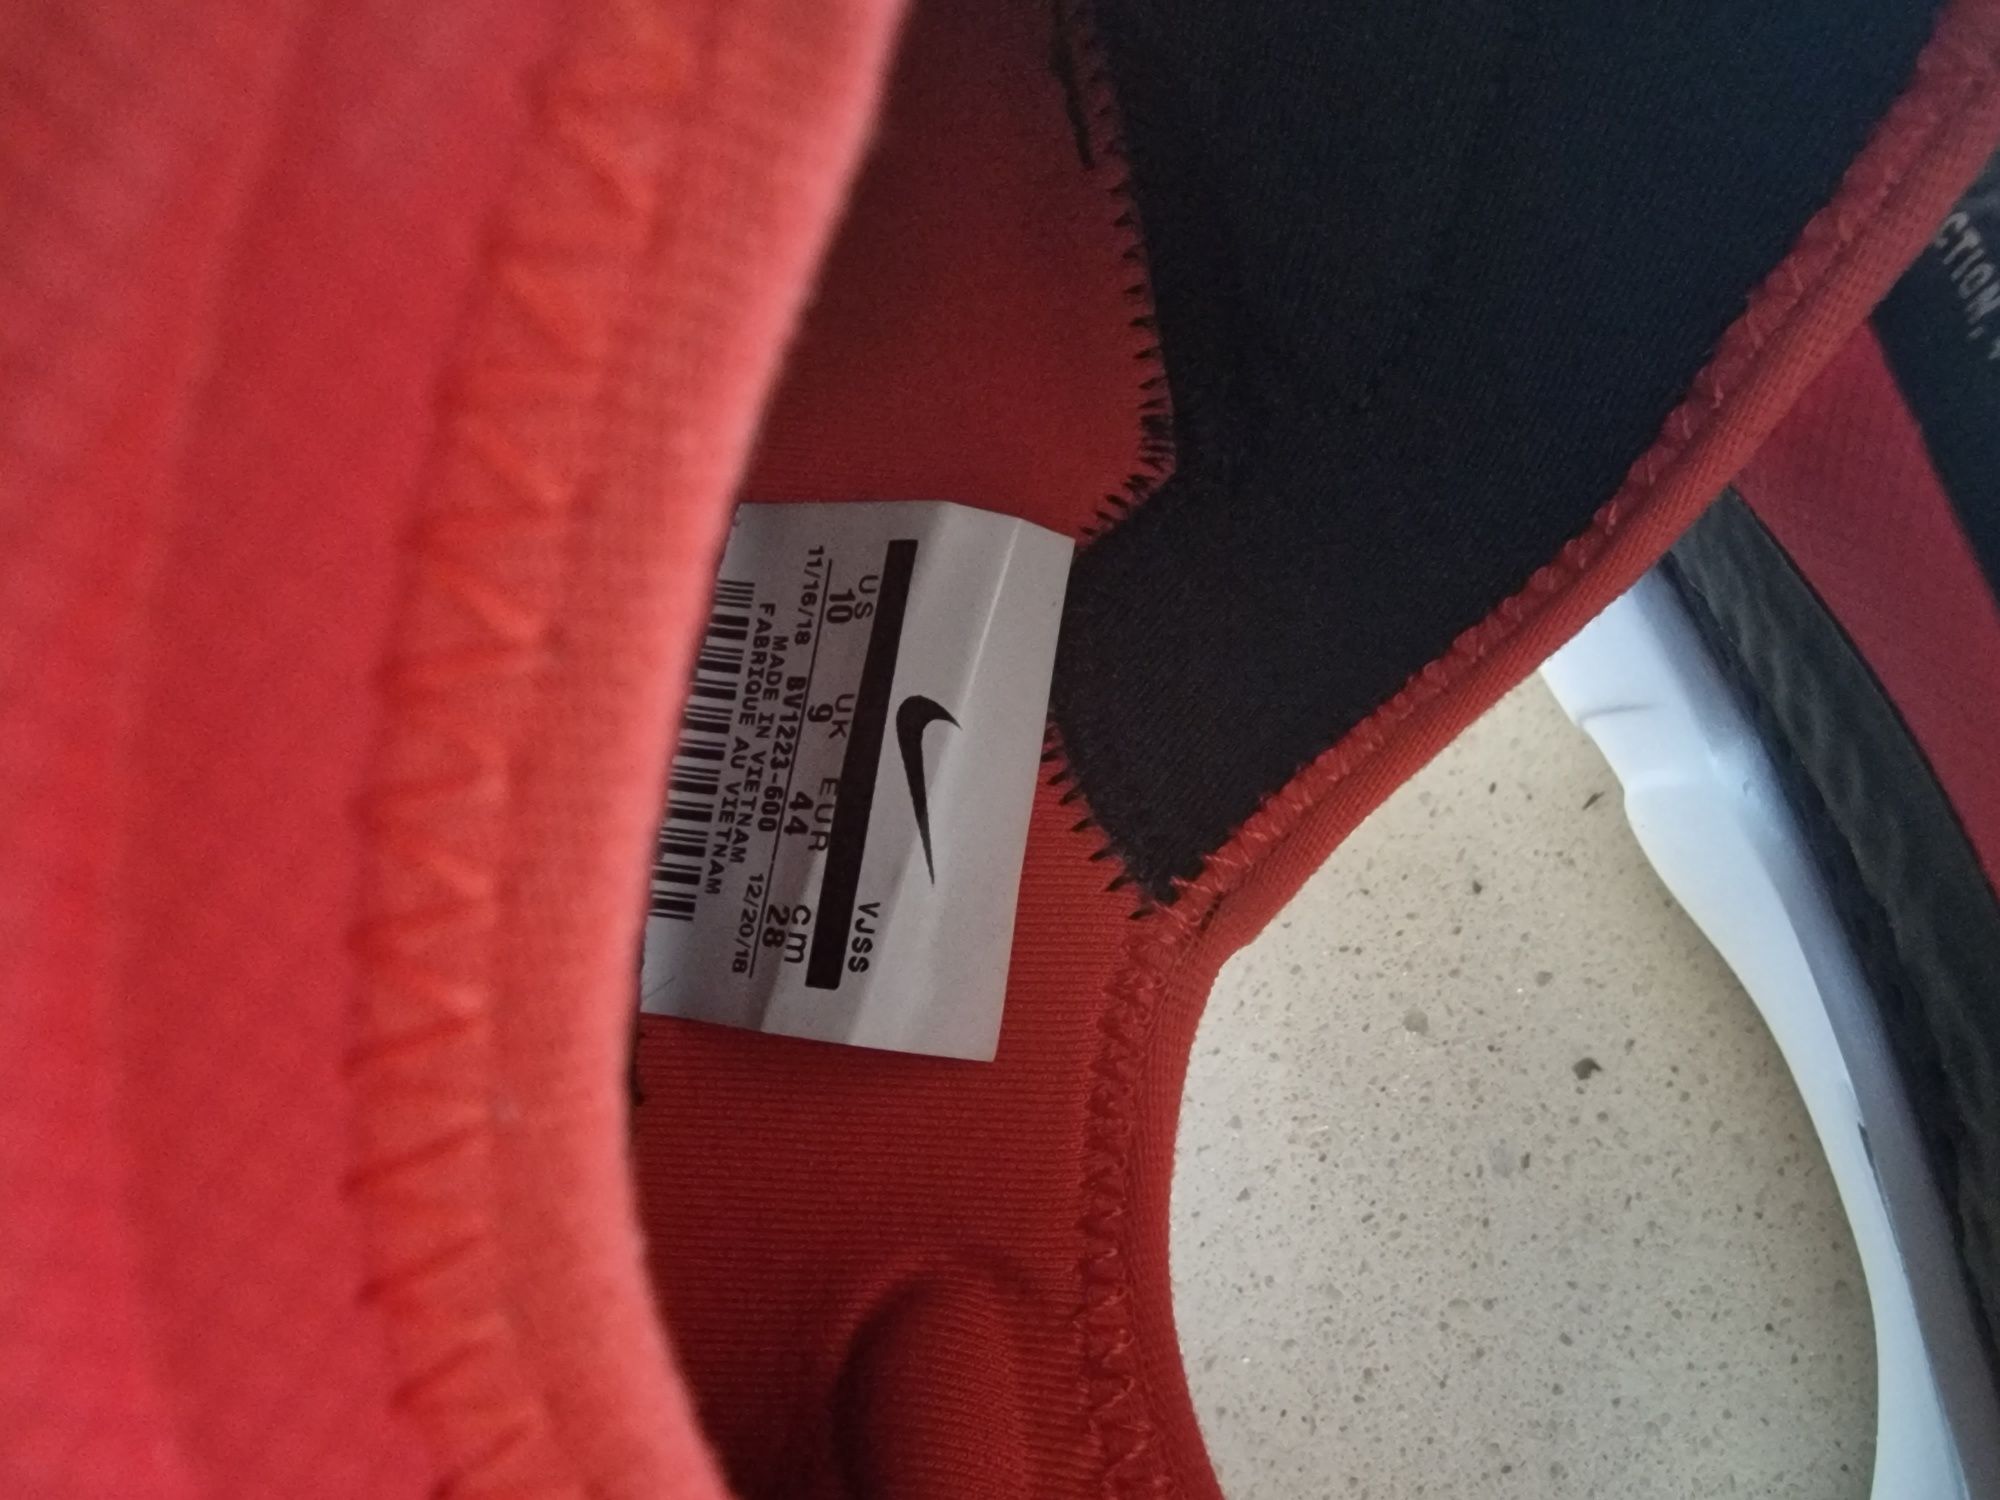 VJSS
US UK EUR cm
10 9 44 28
11/16/18 BV1223-600 12/20/18
MADE IN VIETNAM
FABRIQUE AU VIETNAM
CTION,